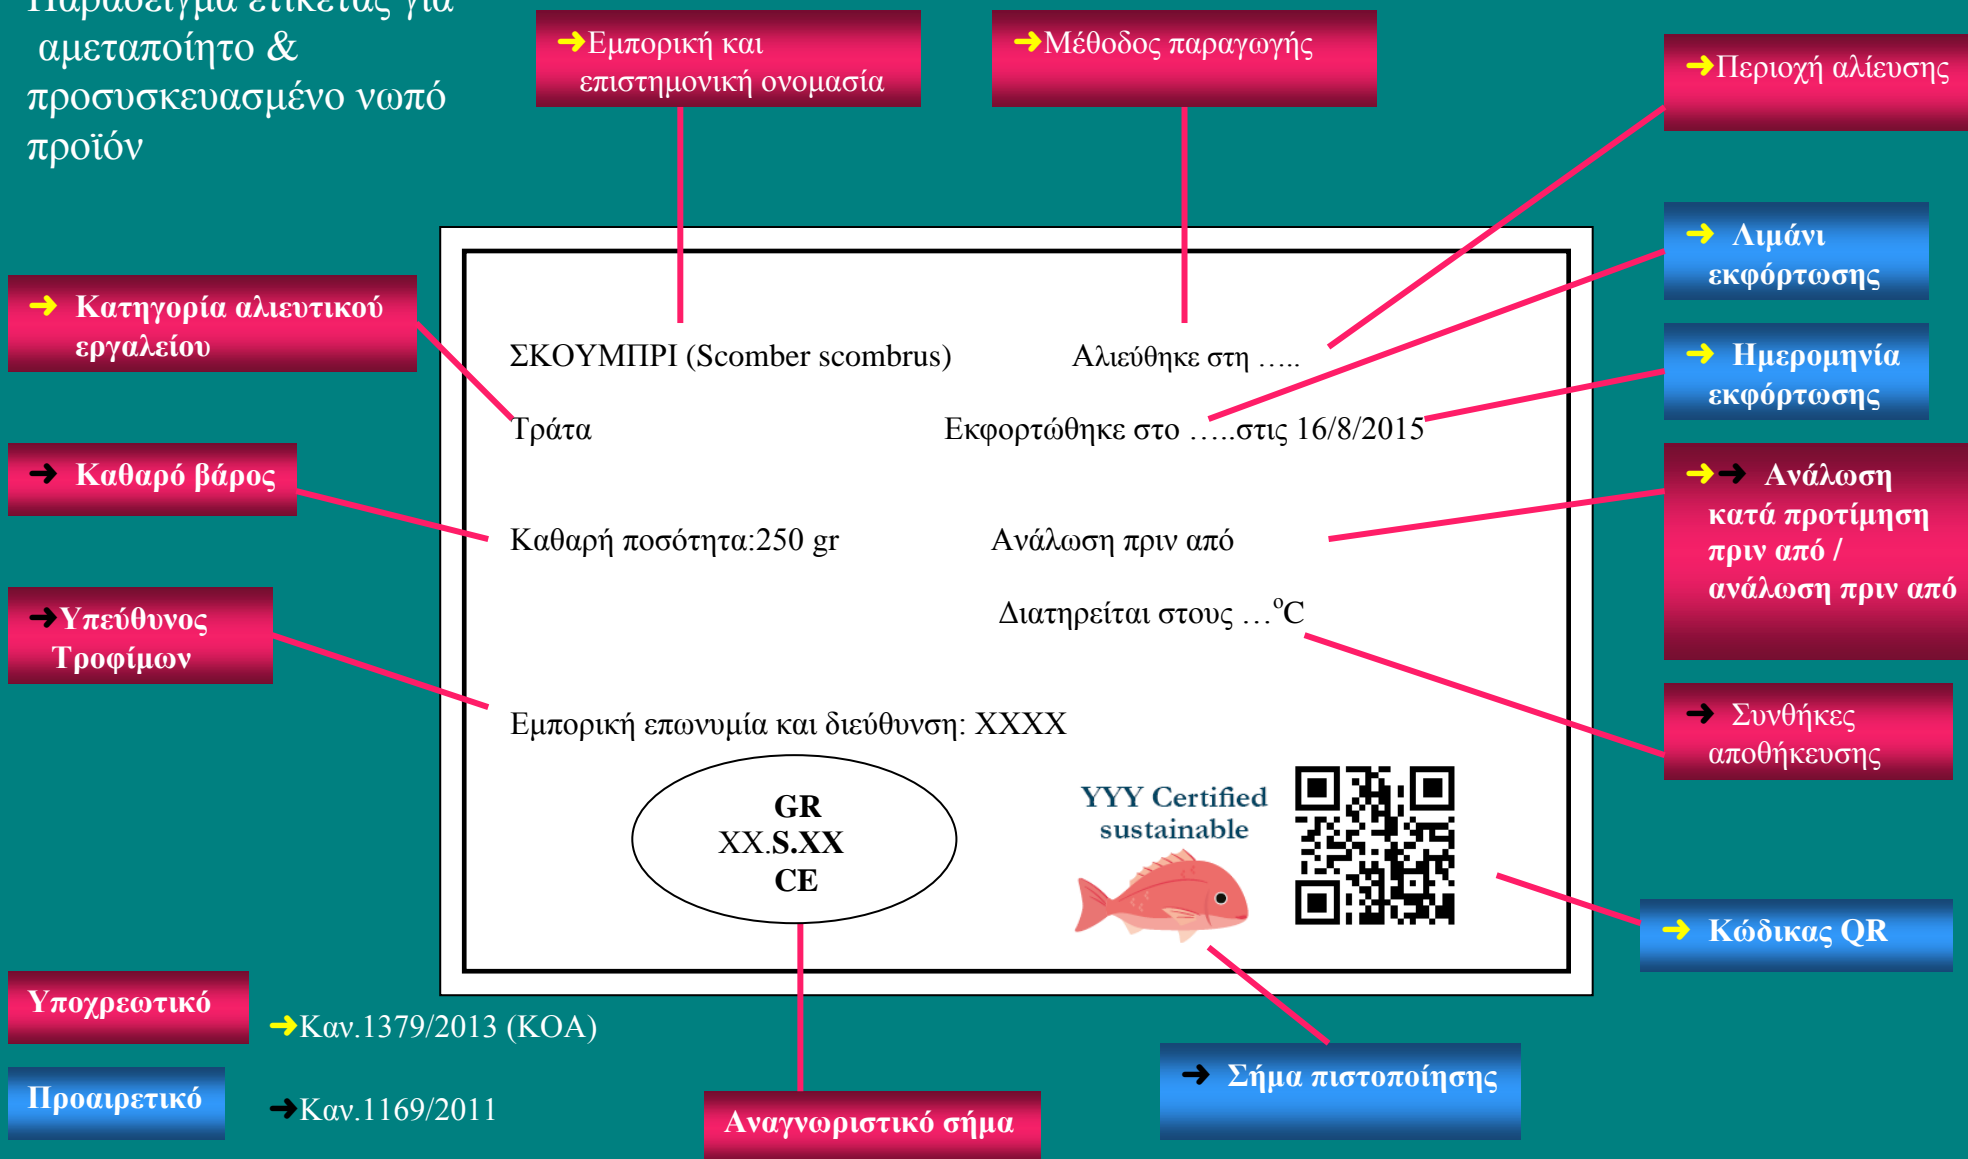 Παράδειγμα ετικέτας για
αμεταποίητο &
προσυσκευασμένο νωπό
προϊόν
➜Εμπορική και
επιστημονική ονομασία
➜Μέθοδος παραγωγής
➜Περιοχή αλίευσης
➜ Λιμάνι
εκφόρτωσης
➜ Κατηγορία αλιευτικού
εργαλείου
➜ Ημερομηνία
εκφόρτωσης
ΣΚΟΥΜΠΡΙ (Scomber scombrus)
Αλιεύθηκε στη …..
Τράτα
Εκφορτώθηκε στο …..στις 16/8/2015
➜ Καθαρό βάρος
➜➜ Ανάλωση
κατά προτίμηση
πριν από /
ανάλωση πριν από
Καθαρή ποσότητα:250 gr
Ανάλωση πριν από
Διατηρείται στους …οC
➜Υπεύθυνος
Τροφίμων
➜ Συνθήκες
αποθήκευσης
Εμπορική επωνυμία και διεύθυνση: ΧΧΧΧ
GR
XX.S.XX
CE
YYY Certified
sustainable
➜ Κώδικας QR
Υποχρεωτικό
➜Καν.1379/2013 (ΚΟΑ)
Προαιρετικό
➜Καν.1169/2011
Αναγνωριστικό σήμα
➜ Σήμα πιστοποίησης